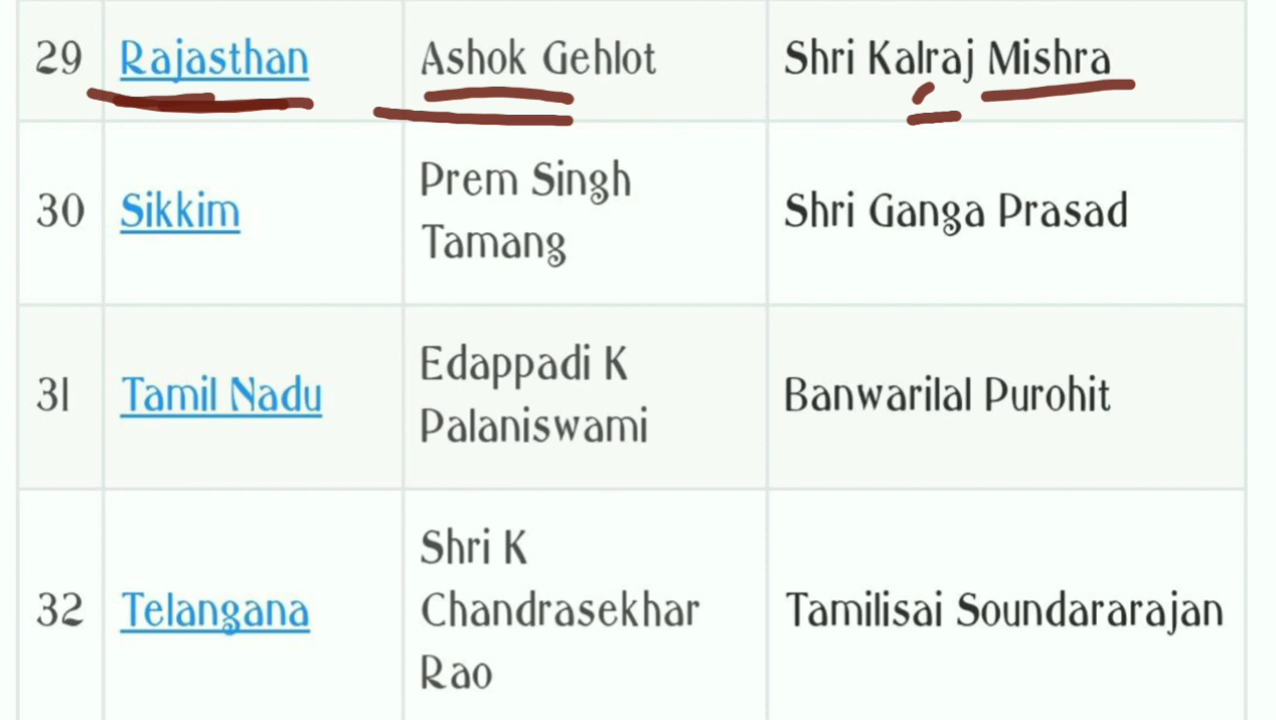 29 Rajasthan Ashok Gehlot Shri Kalraj Mishra
30 Sikkim Prem Singh Tamang Shri Ganga Prasad
31 Tamil Nadu Edappadi K Palaniswami Banwarilal Purohit
32 Telangana Shri K Chandrasekhar Rao Tamilisai Soundararajan